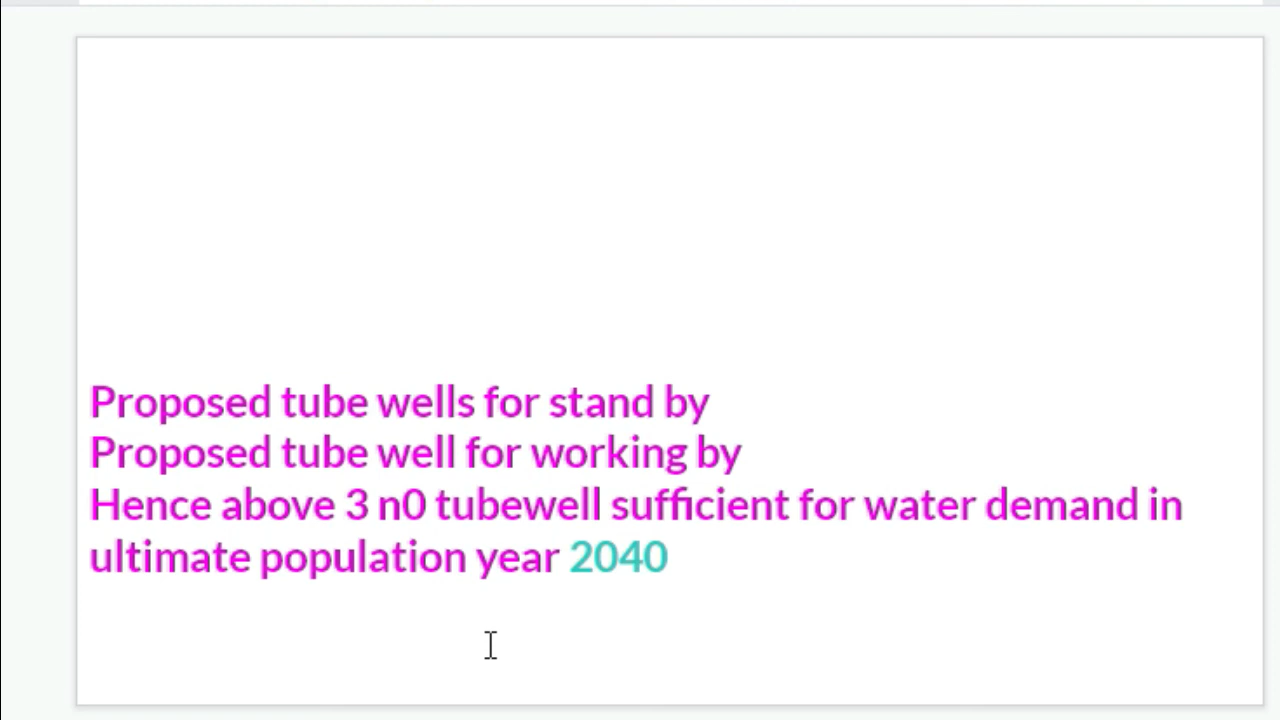 Proposed tube wells for stand by
Proposed tube well for working by
Hence above 3 n0 tubewell sufficient for water demand in
ultimate population year 2040